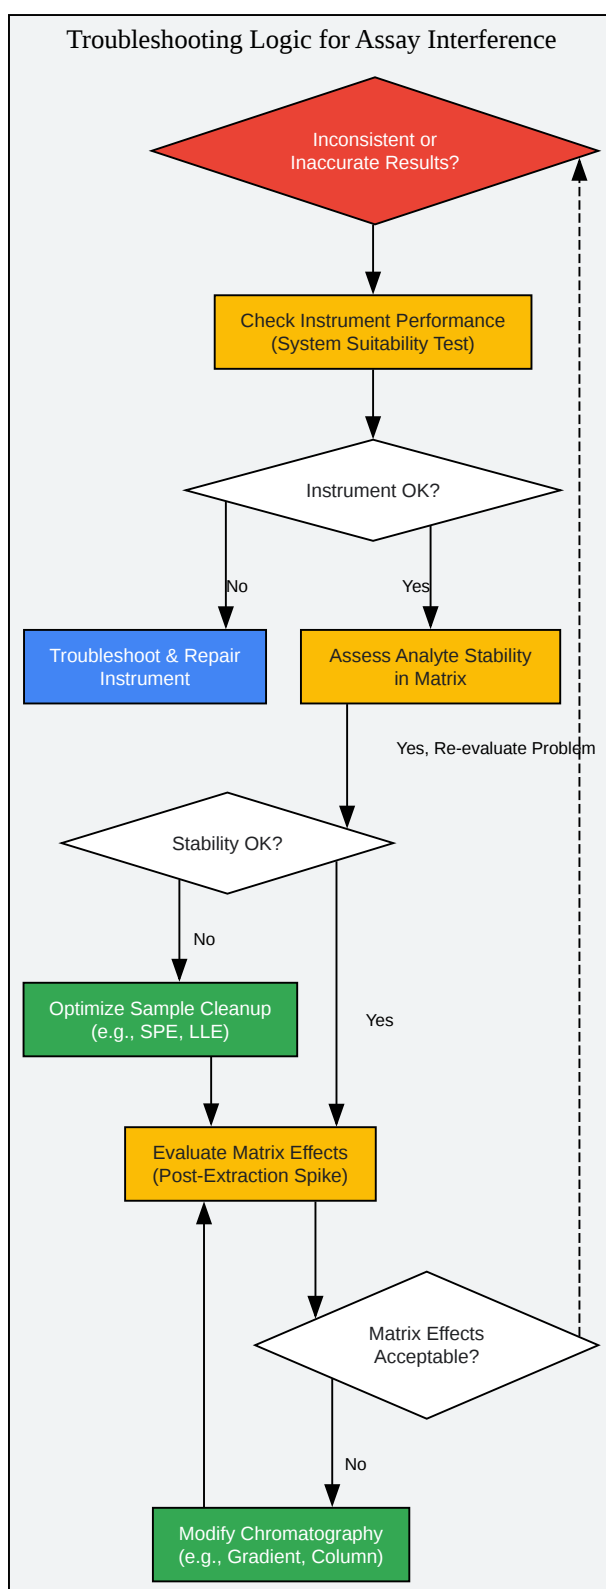 Troubleshooting Logic for Assay Interference
Inconsistent or
Inaccurate Results?
Check Instrument Performance
(System Suitability Test)
Instrument OK?
No
Yes
Troubleshoot & Repair
Instrument
Assess Analyte Stability
in Matrix
Yes, Re-evaluate Problem
Stability OK?
No
Optimize Sample Cleanup
(e.g., SPE, LLE)
Yes
Evaluate Matrix Effects
(Post-Extraction Spike)
Matrix Effects
Acceptable?
No
Modify Chromatography
(e.g., Gradient, Column)